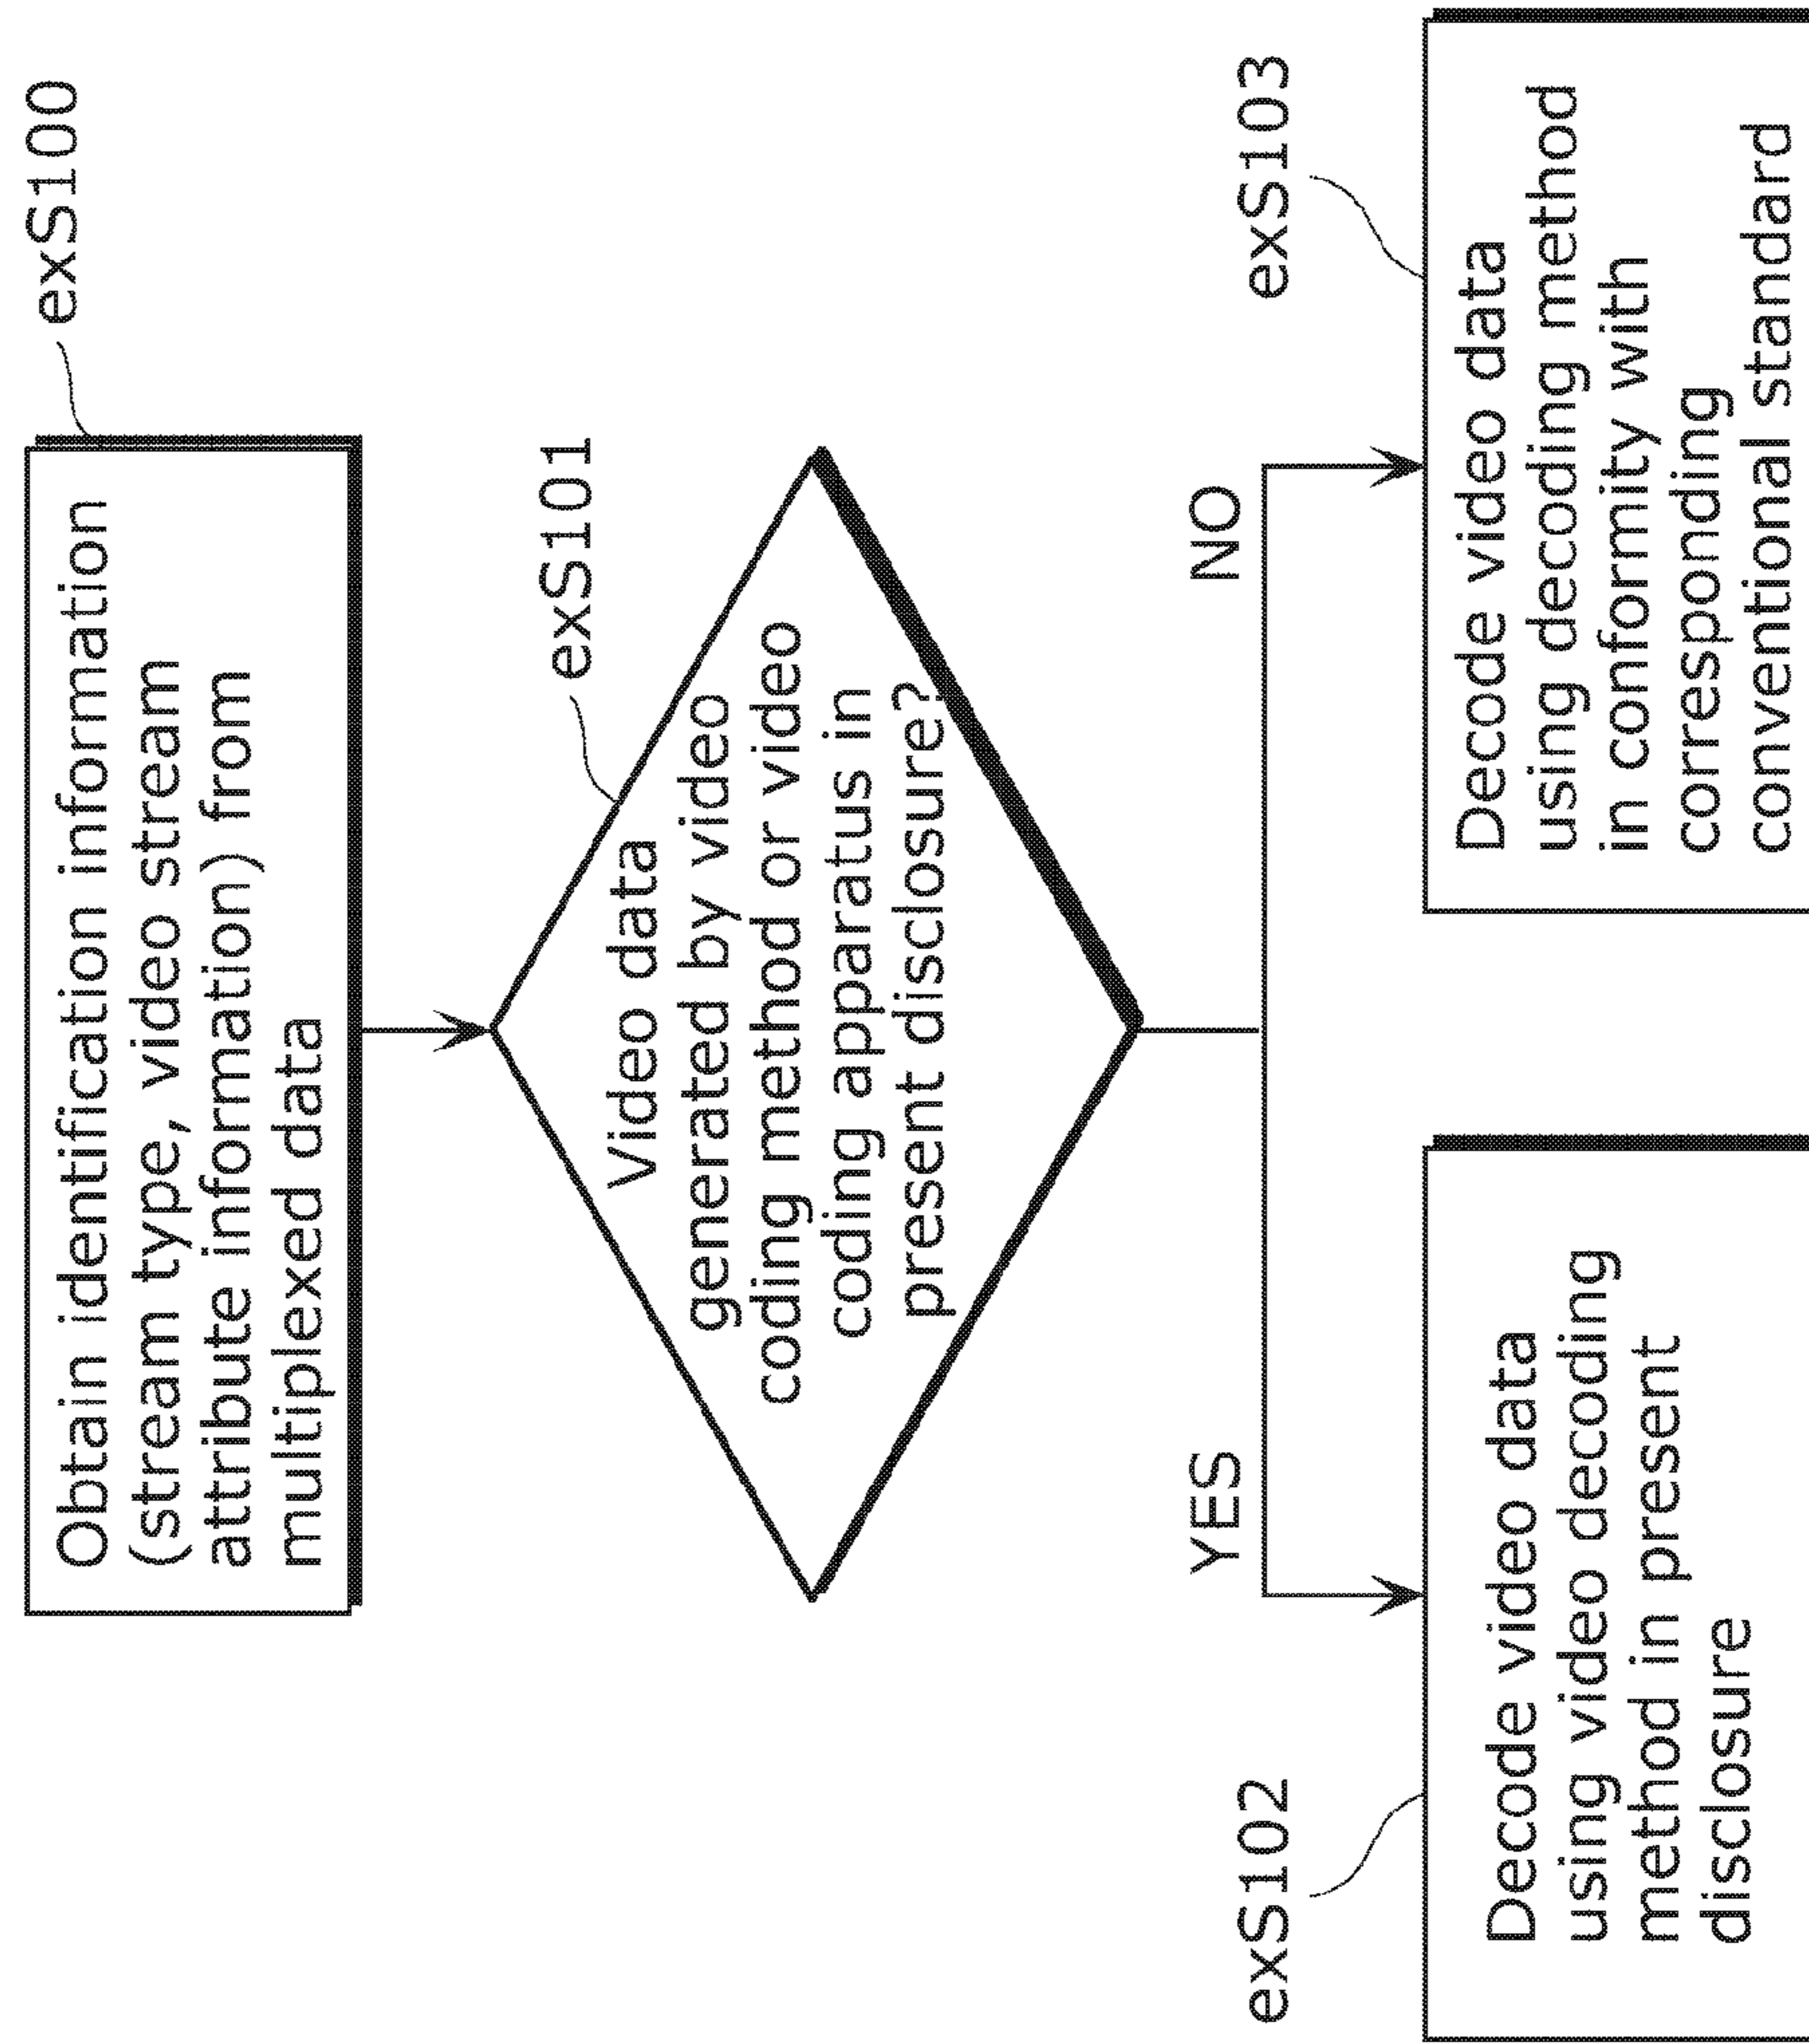 exS100
Obtain identification information
(stream type, video stream
attribute information) from
multiplexed data
exS101
Video data
generated by video
coding method or video
coding apparatus in
present disclosure?
YES
NO
exS102
Decode video data
using video decoding
method in present
disclosure
exS103
Decode video data
using decoding method
in conformity with
corresponding
conventional standard